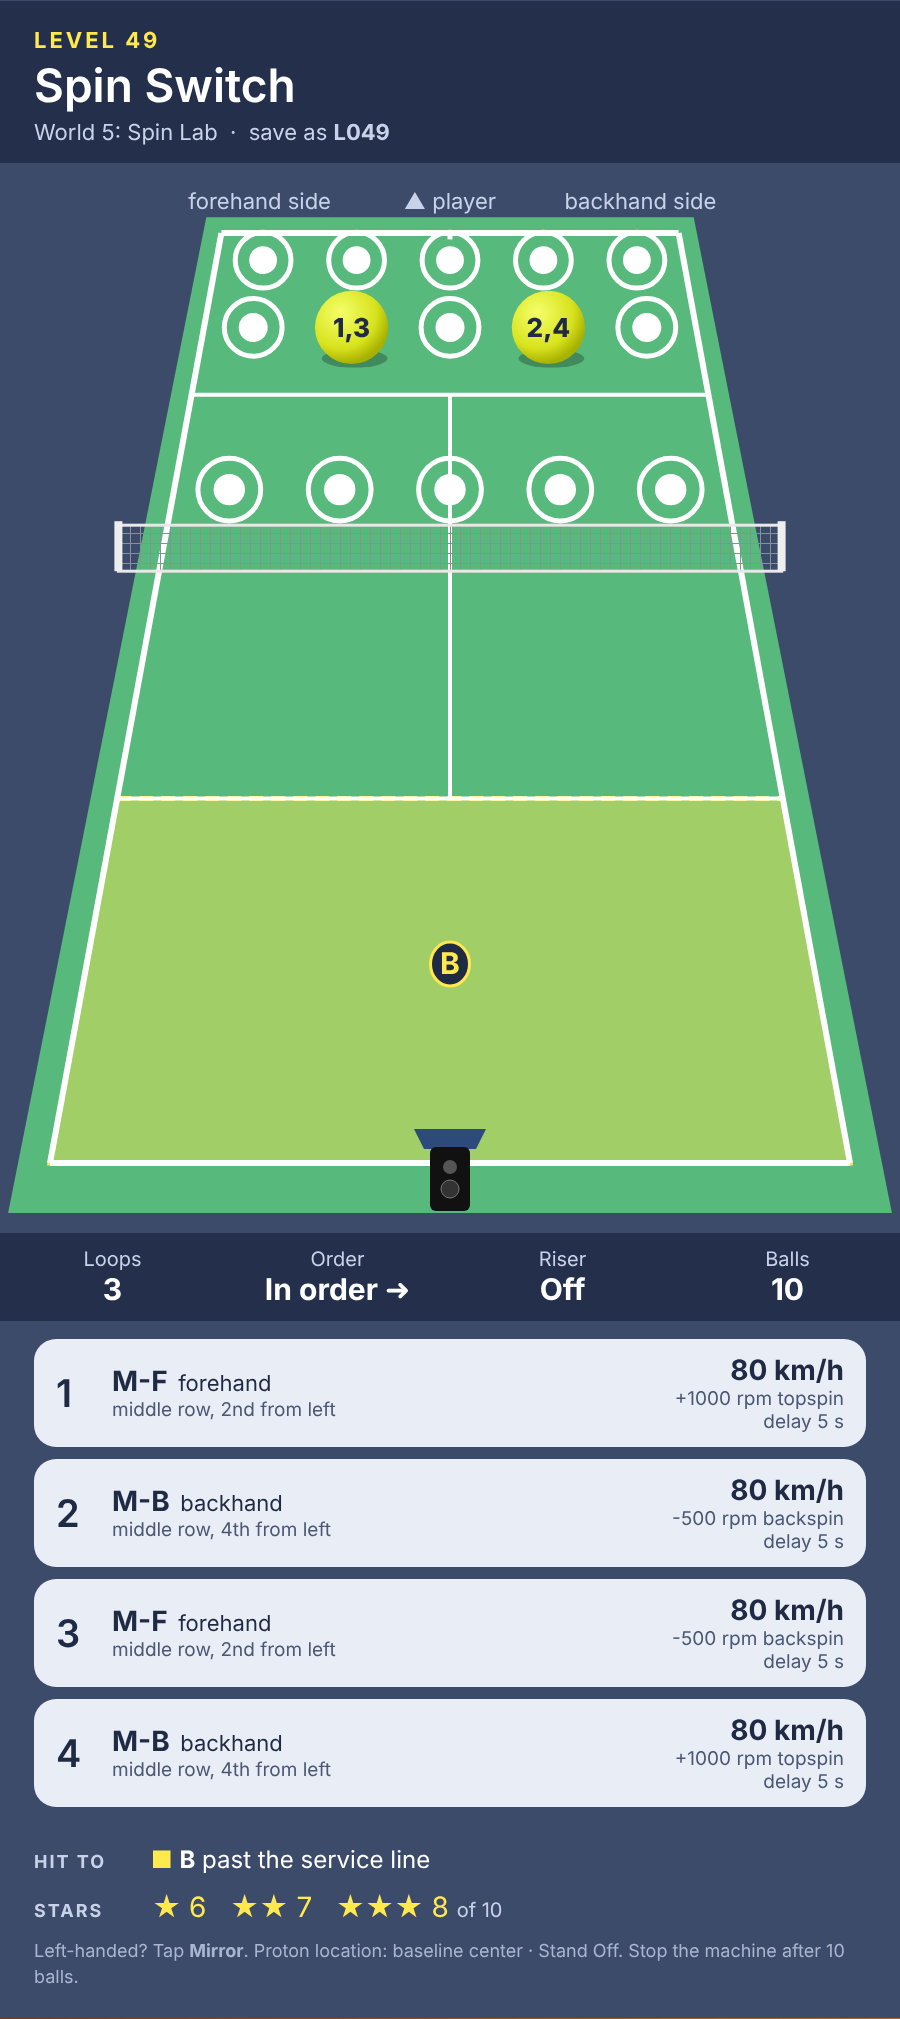 LEVEL 49
Spin Switch
World 5: Spin Lab · save as L049
forehand side ▲ player backhand side
1,3 2,4
B
Loops Order Riser Balls
3 In order ➜ Off 10
1 M-F forehand 80 km/h
middle row, 2nd from left +1000 rpm topspin
delay 5 s
2 M-B backhand 80 km/h
middle row, 4th from left -500 rpm backspin
delay 5 s
3 M-F forehand 80 km/h
middle row, 2nd from left -500 rpm backspin
delay 5 s
4 M-B backhand 80 km/h
middle row, 4th from left +1000 rpm topspin
delay 5 s
HIT TO B past the service line
STARS ★ 6 ★★ 7 ★★★ 8 of 10
Left-handed? Tap Mirror. Proton location: baseline center · Stand Off. Stop the machine after 10
balls.